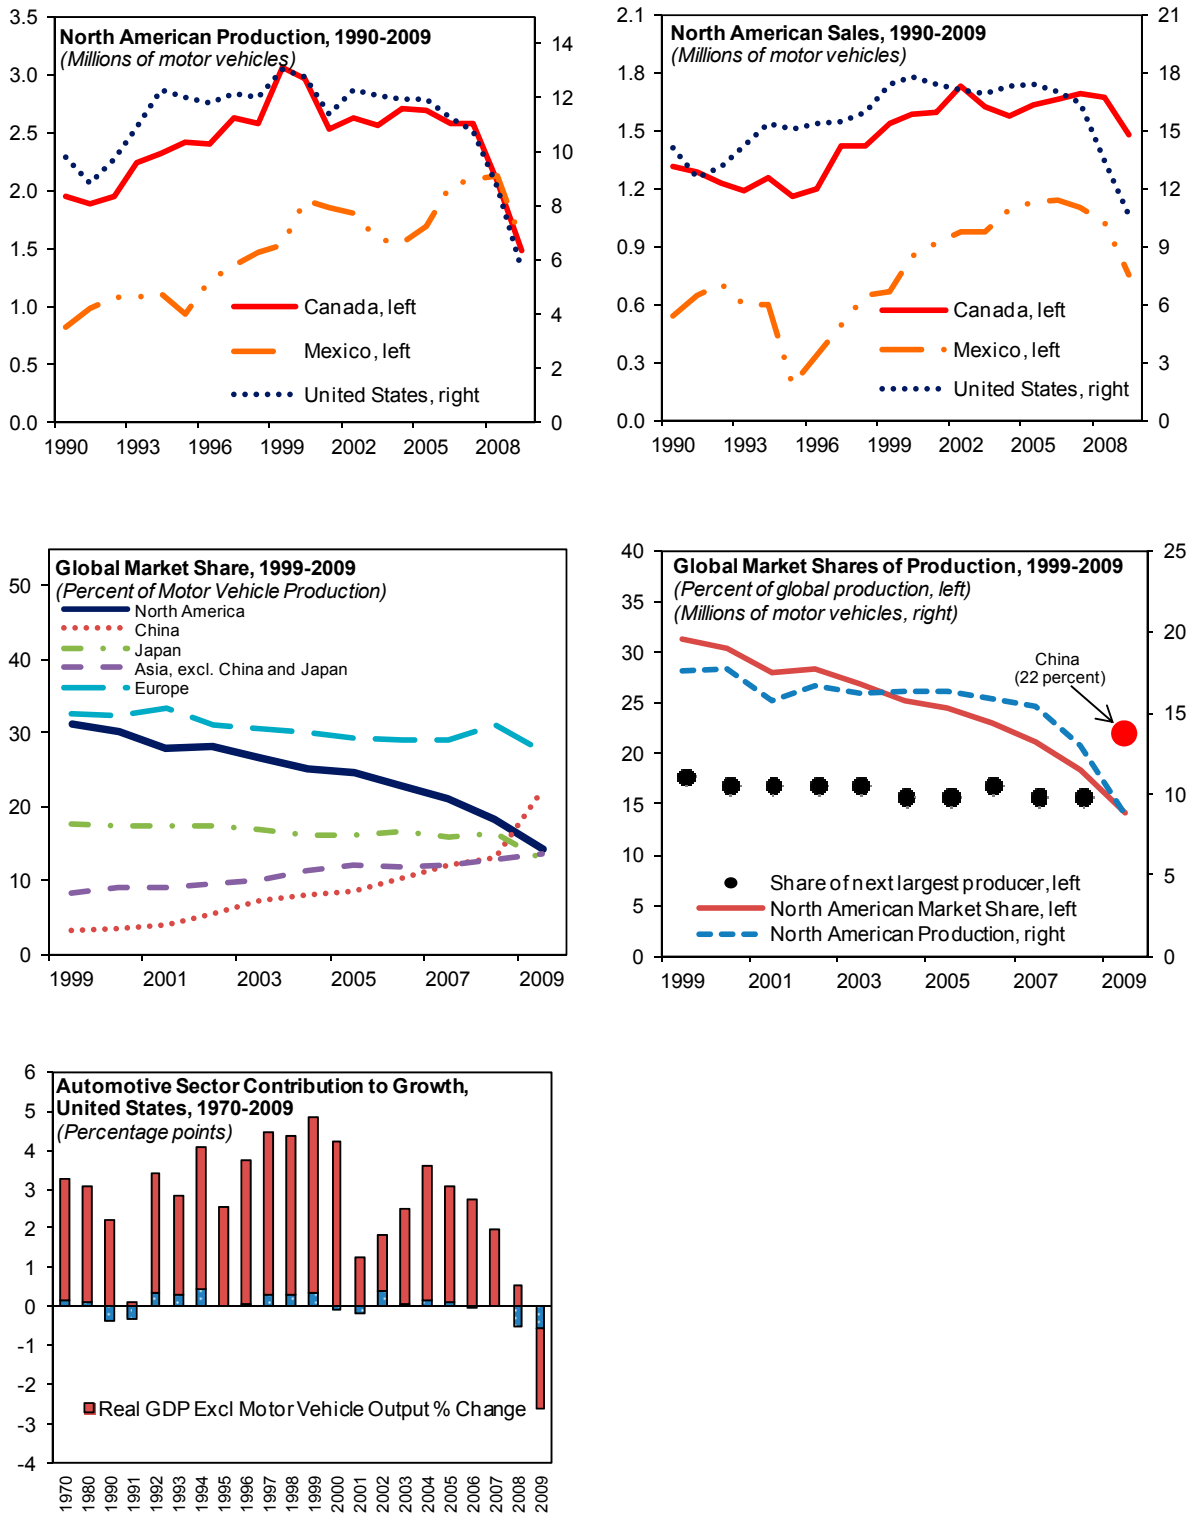 North American Production, 1990-2009
(Millions of motor vehicles)
3.5
3.0
2.5
2.0
1.5
1.0
0.5
0.0
14
12
10
8
6
4
2
0
Canada, left
Mexico, left
United States, right
1990 1993 1996 1999 2002 2005 2008
North American Sales, 1990-2009
(Millions of motor vehicles)
2.1
1.8
1.5
1.2
0.9
0.6
0.3
0.0
21
18
15
12
9
6
3
0
Canada, left
Mexico, left
United States, right
1990 1993 1996 1999 2002 2005 2008
Global Market Share, 1999-2009
(Percent of Motor Vehicle Production)
50
40
30
20
10
0
North America
China
Japan
Asia, excl. China and Japan
Europe
1999 2001 2003 2005 2007 2009
Global Market Shares of Production, 1999-2009
(Percent of global production, left)
(Millions of motor vehicles, right)
40
35
30
25
20
15
10
5
0
25
20
15
10
5
0
China
(22 percent)
Share of next largest producer, left
North American Market Share, left
North American Production, right
1999 2001 2003 2005 2007 2009
Automotive Sector Contribution to Growth,
United States, 1970-2009
(Percentage points)
6
5
4
3
2
1
0
-1
-2
-3
-4
Real GDP Excl Motor Vehicle Output % Change
1970 1980 1990 1991 1992 1993 1994 1995 1996 1997 1998 1999 2000 2001 2002 2003 2004 2005 2006 2007 2008 2009